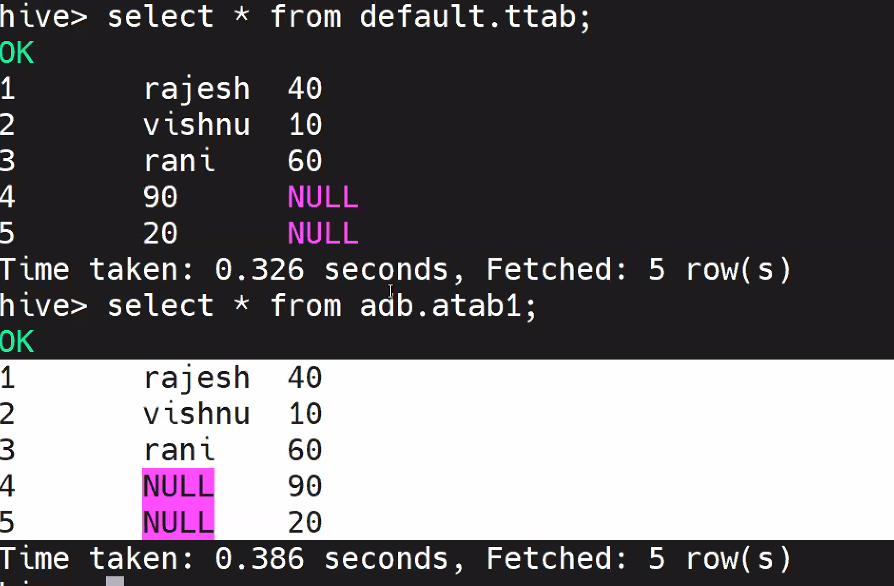 hive> select * from default.ttab;
OK
1 rajesh 40
2 vishnu 10
3 rani 60
4 90 NULL
5 20 NULL
Time taken: 0.326 seconds, Fetched: 5 row(s)
hive> select * from adb.atab1;
OK
1 rajesh 40
2 vishnu 10
3 rani 60
4 NULL 90
5 NULL 20
Time taken: 0.386 seconds, Fetched: 5 row(s)